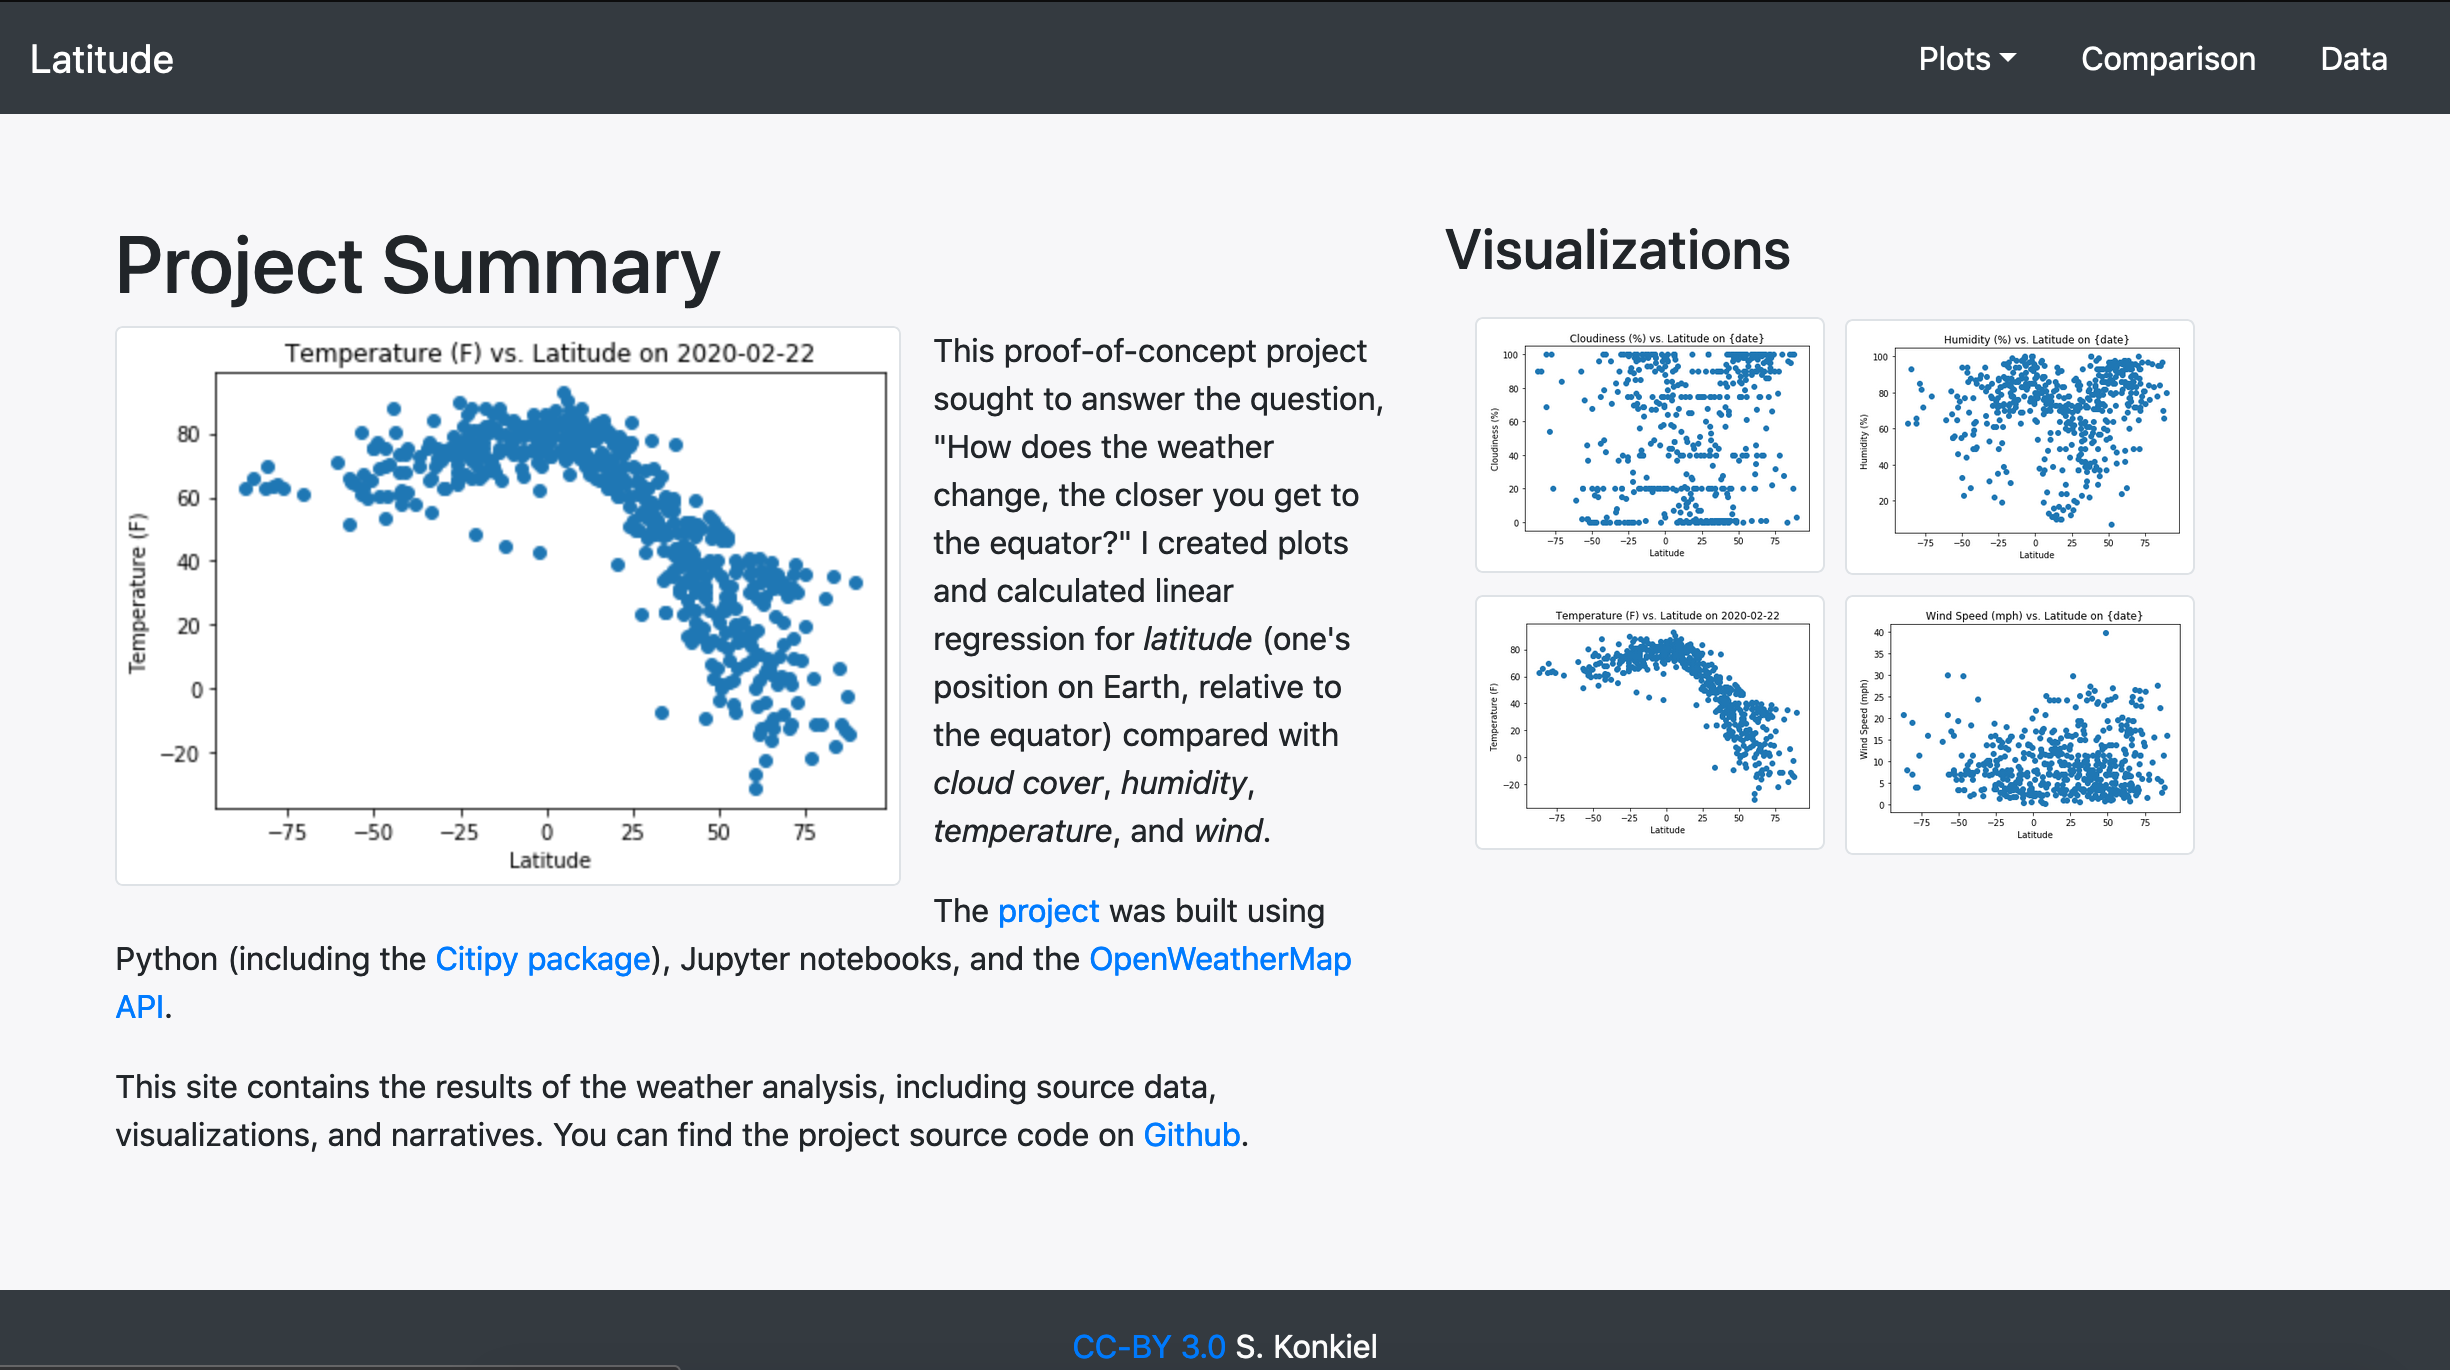 Latitude
Plots
Comparison
Data
Project Summary
Temperature (F) vs. Latitude on 2020-02-22
80
60
40
20
0
−20
Temperature (F)
−75 −50 −25 0 25 50 75
Latitude
This proof-of-concept project
sought to answer the question,
"How does the weather
change, the closer you get to
the equator?" I created plots
and calculated linear
regression for latitude (one's
position on Earth, relative to
the equator) compared with
cloud cover, humidity,
temperature, and wind.
The project was built using
Python (including the Citipy package), Jupyter notebooks, and the OpenWeatherMap
API.
This site contains the results of the weather analysis, including source data,
visualizations, and narratives. You can find the project source code on Github.
Visualizations
Cloudiness (%) vs. Latitude on {date}
100
80
60
40
20
0
Cloudiness (%)
−75 −50 −25 0 25 50 75
Latitude
Humidity (%) vs. Latitude on {date}
100
80
60
40
20
Humidity (%)
−75 −50 −25 0 25 50 75
Latitude
Temperature (F) vs. Latitude on 2020-02-22
80
60
40
20
0
−20
Temperature (F)
−75 −50 −25 0 25 50 75
Latitude
Wind Speed (mph) vs. Latitude on {date}
40
35
30
25
20
15
10
5
0
Wind Speed (mph)
−75 −50 −25 0 25 50 75
Latitude
CC-BY 3.0 S. Konkiel